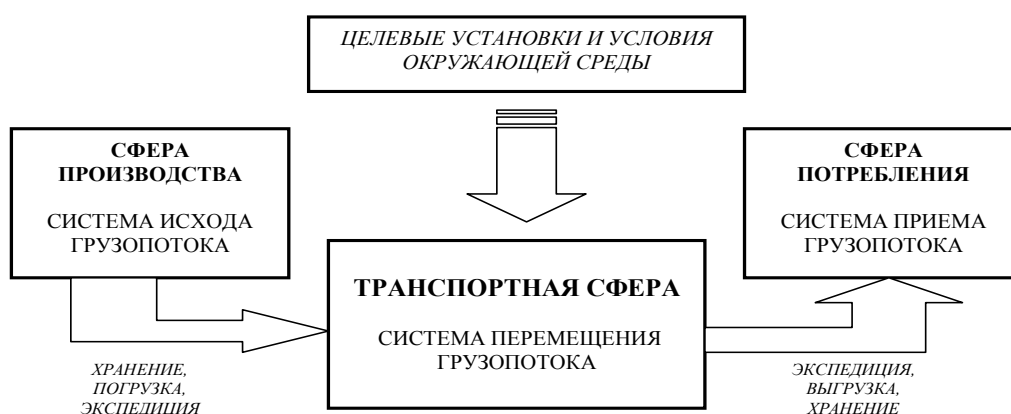 ЦЕЛЕВЫЕ УСТАНОВКИ И УСЛОВИЯ
ОКРУЖАЮЩЕЙ СРЕДЫ
СФЕРА
ПРОИЗВОДСТВА
СИСТЕМА ИСХОДА
ГРУЗОПОТОКА
СФЕРА
ПОТРЕБЛЕНИЯ
СИСТЕМА ПРИЕМА
ГРУЗОПОТОКА
ТРАНСПОРТНАЯ СФЕРА
СИСТЕМА ПЕРЕМЕЩЕНИЯ
ГРУЗОПОТОКА
ХРАНЕНИЕ,
ПОГРУЗКА,
ЭКСПЕДИЦИЯ
ЭКСПЕДИЦИЯ,
ВЫГРУЗКА,
ХРАНЕНИЕ